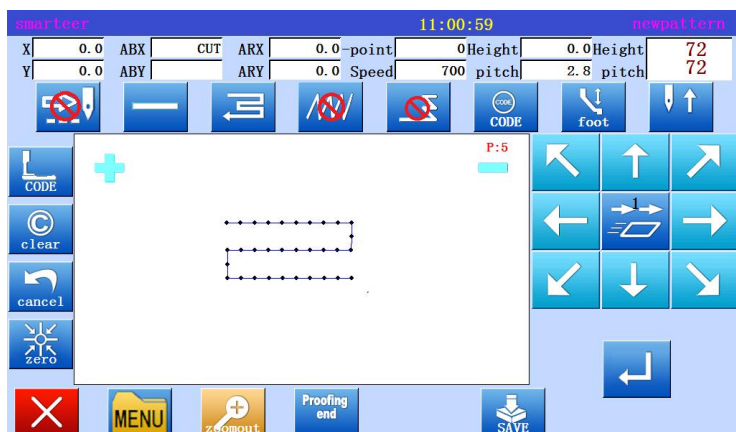 smarteer 11:00:59 newpattern
X 0.0 ABX CUT ARX 0.0 -point 0 Height 0.0 Height 72
Y 0.0 ABY ARY 0.0 Speed 700 pitch 2.8 pitch 72
CODE
CODE
foot
P:5
CODE
1
©
clear
cancel
zero
MENU
zoomout
Proofing
end
SAVE